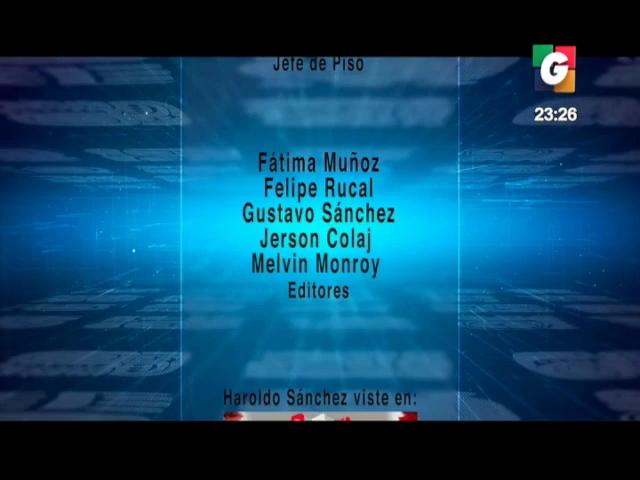 Jefe de Piso
G
23:26
Fátima Muñoz
Felipe Rucal
Gustavo Sánchez
Jerson Colaj
Melvin Monroy
Editores
Haroldo Sánchez viste en: